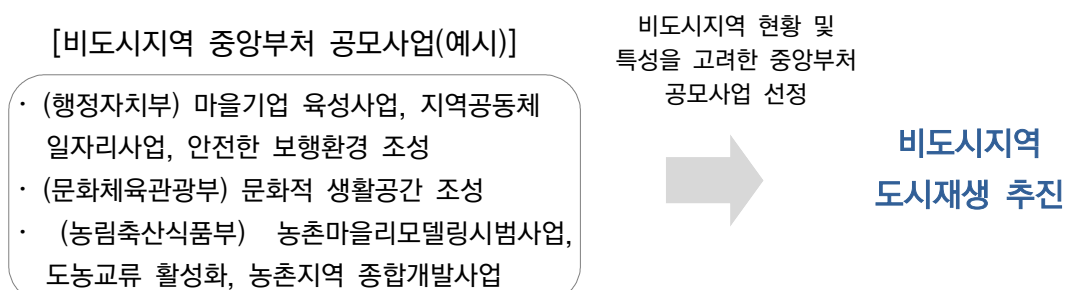 [비도시지역 중앙부처 공모사업(예시)]
· (행정자치부) 마을기업 육성사업, 지역공동체
일자리사업, 안전한 보행환경 조성
· (문화체육관광부) 문화적 생활공간 조성
· (농림축산식품부) 농촌마을리모델링시범사업,
도농교류 활성화, 농촌지역 종합개발사업
비도시지역 현황 및
특성을 고려한 중앙부처
공모사업 선정
비도시지역
도시재생 추진